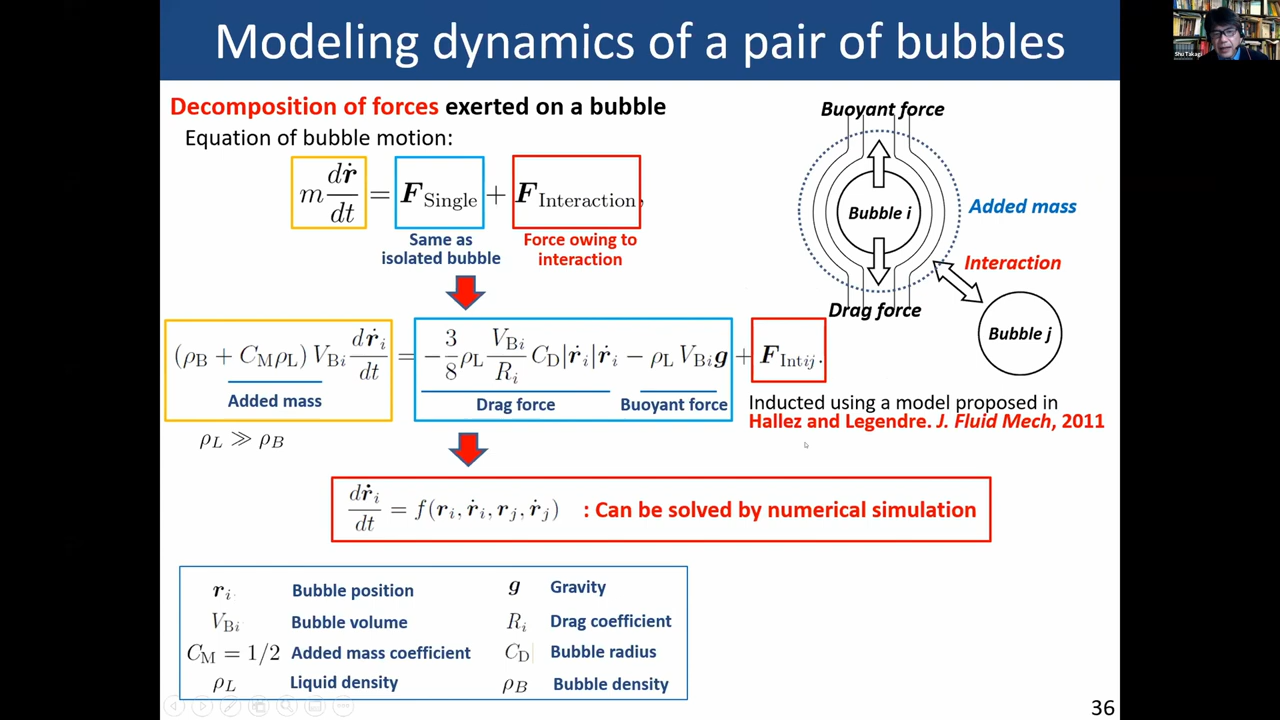 Modeling dynamics of a pair of bubbles
Shu Takagi
Decomposition of forces exerted on a bubble
Equation of bubble motion:
m dṙ/dt = F_Single + F_Interaction,
Same as
isolated bubble
Force owing to
interaction
Buoyant force
Bubble i
Added mass
Interaction
Drag force
Bubble j
(ρ_B + C_M ρ_L) V_Bi dṙ_i/dt = −3/8 ρ_L V_Bi/R_i C_D|ṙ_i|ṙ_i − ρ_L V_Bi g + F_Intij.
Added mass
Drag force
Buoyant force
ρ_L ≫ ρ_B
Inducted using a model proposed in
Hallez and Legendre. J. Fluid Mech, 2011
dṙ_i/dt = f(r_i, ṙ_i, r_j, ṙ_j) : Can be solved by numerical simulation
r_i Bubble position
g Gravity
V_Bi Bubble volume
R_i Drag coefficient
C_M = 1/2 Added mass coefficient
C_D Bubble radius
ρ_L Liquid density
ρ_B Bubble density
36